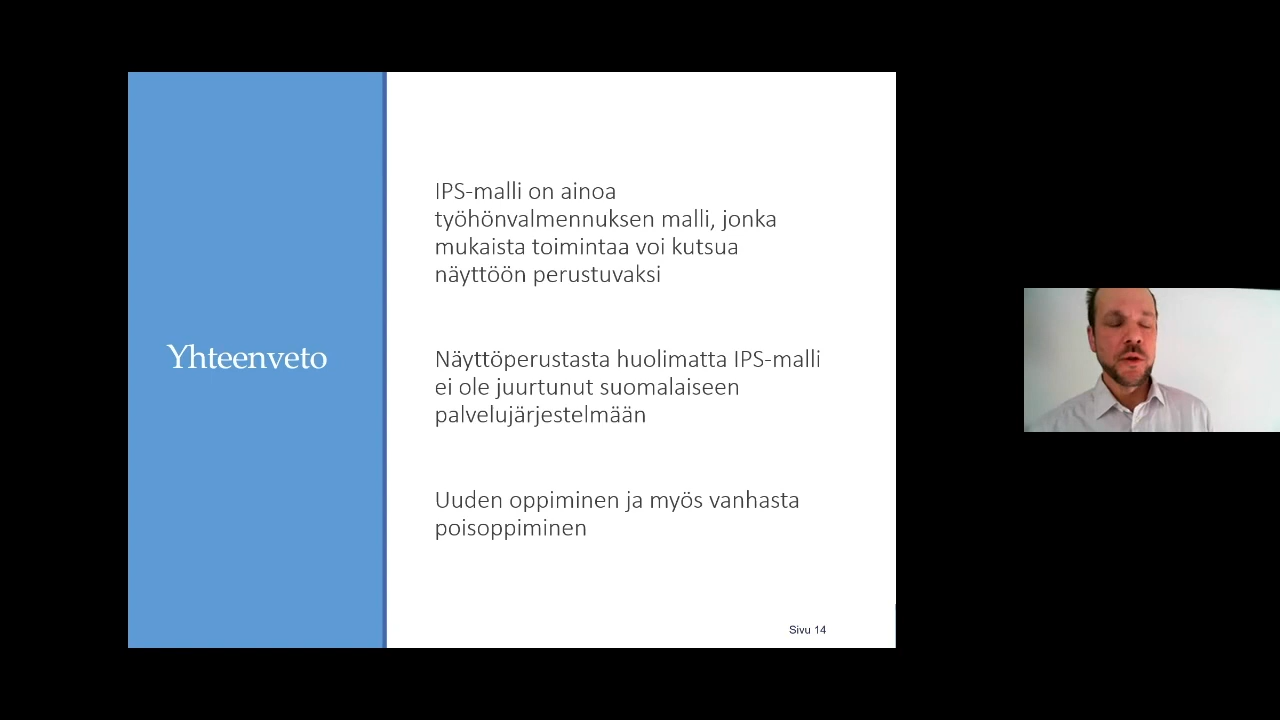 Yhteenveto
IPS-malli on ainoa
työhönvalmennuksen malli, jonka
mukaista toimintaa voi kutsua
näyttöön perustuvaksi
Näyttöperustasta huolimatta IPS-malli
ei ole juurtunut suomalaiseen
palvelujärjestelmään
Uuden oppiminen ja myös vanhasta
poisoppiminen
Sivu 14